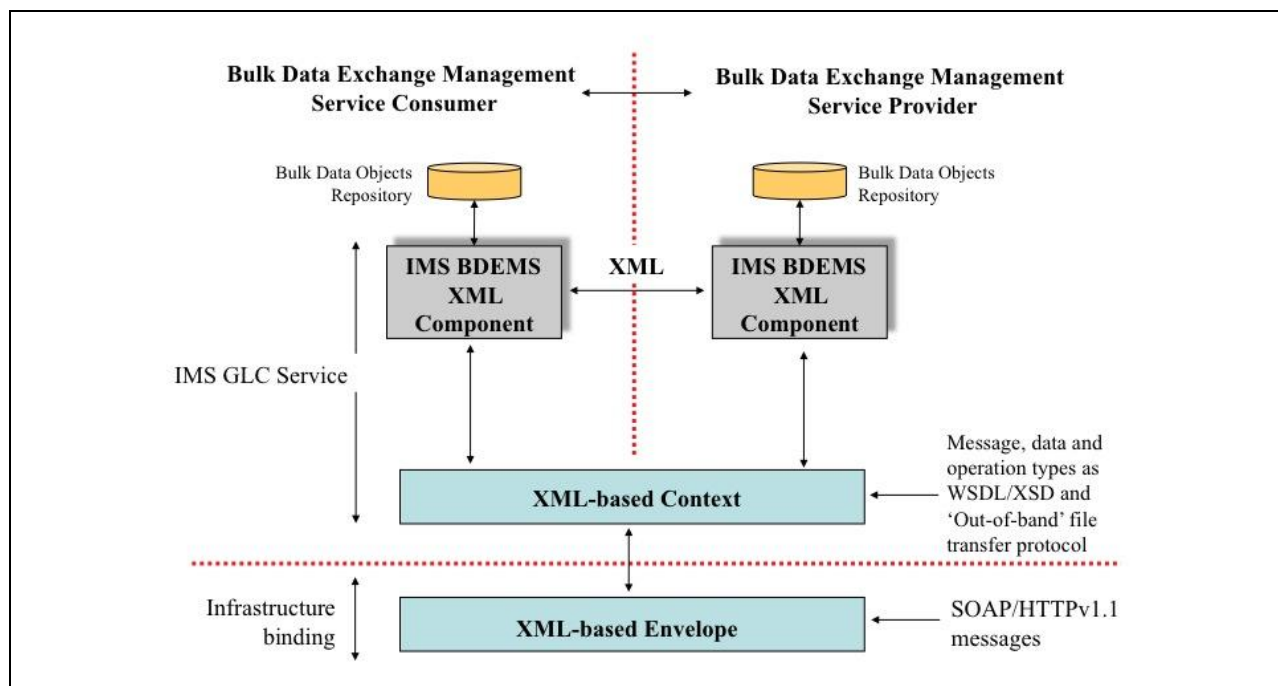 Bulk Data Exchange Management
Service Consumer
Bulk Data Exchange Management
Service Provider
Bulk Data Objects
Repository
Bulk Data Objects
Repository
IMS BDEMS
XML
Component
XML
IMS BDEMS
XML
Component
IMS GLC Service
XML-based Context
Message, data and
operation types as
WSDL/XSD and
‘Out-of-band’ file
transfer protocol
Infrastructure
binding
XML-based Envelope
SOAP/HTTPv1.1
messages